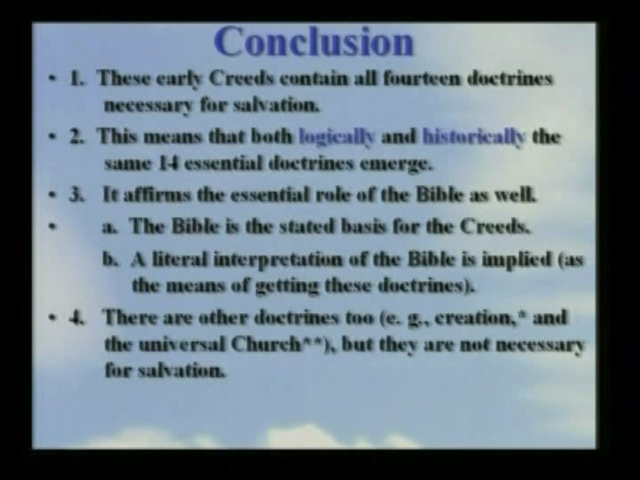 Conclusion
• 1. These early Creeds contain all fourteen doctrines
necessary for salvation.
• 2. This means that both logically and historically the
same 14 essential doctrines emerge.
• 3. It affirms the essential role of the Bible as well.
• a. The Bible is the stated basis for the Creeds.
b. A literal interpretation of the Bible is implied (as
the means of getting these doctrines).
• 4. There are other doctrines too (e. g., creation,* and
the universal Church**), but they are not necessary
for salvation.